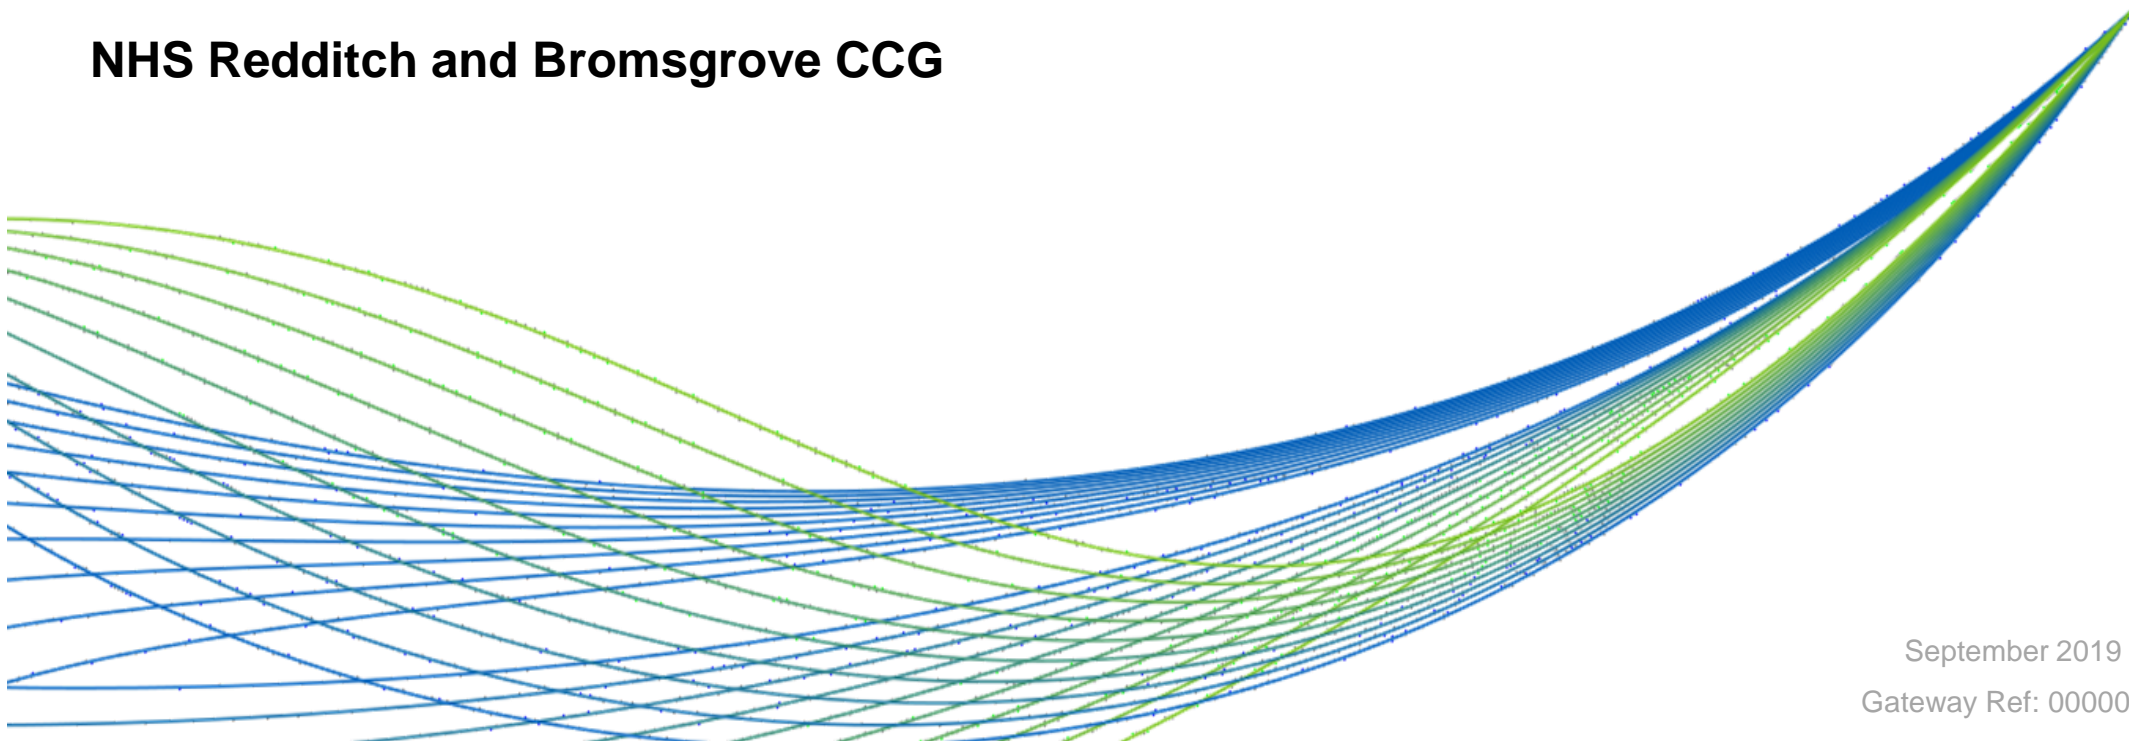 NHS Redditch and Bromsgrove CCG
September 2019
Gateway Ref: 00000